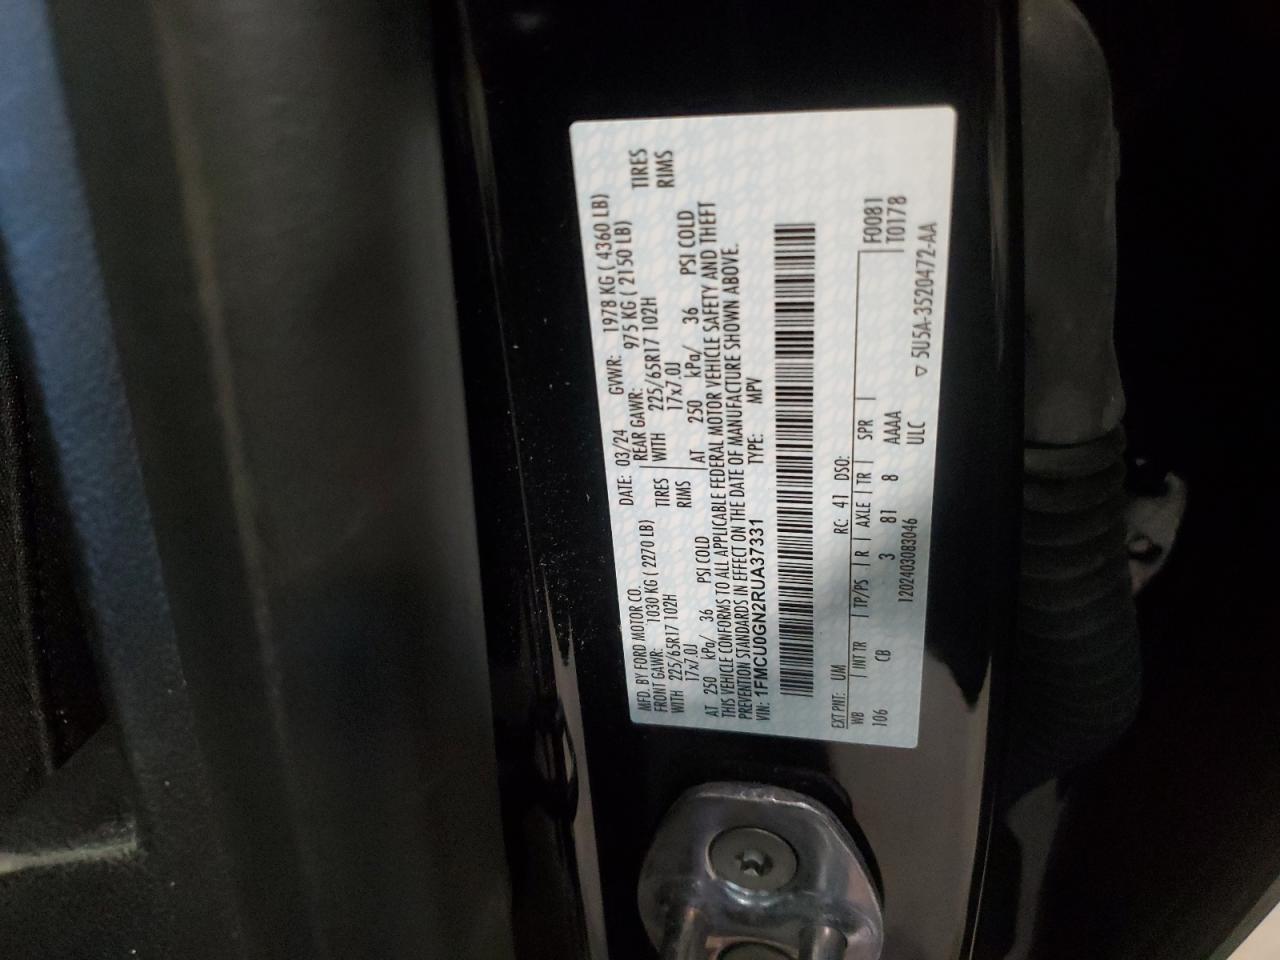 MFD. BY FORD MOTOR CO.
DATE: 03/24 GVWR: 1978 KG ( 4360 LB)
FRONT GAWR: 1030 KG ( 2270 LB) REAR GAWR: 975 KG ( 2150 LB)
WITH 225/65R17 102H TIRES WITH 225/65R17 102H TIRES
17x7.0J RIMS 17x7.0J RIMS
AT 250 kPa/ 36 PSI COLD AT 250 kPa/ 36 PSI COLD
THIS VEHICLE CONFORMS TO ALL APPLICABLE FEDERAL MOTOR VEHICLE SAFETY AND THEFT
PREVENTION STANDARDS IN EFFECT ON THE DATE OF MANUFACTURE SHOWN ABOVE.
VIN: 1FMCU0GN2RUA37331 TYPE: MPV
EXT PNT: UM RC: 41 DSO:
WB INT TR TP/PS R AXLE TR SPR F0081
106 CB 3 81 8 AAAA T0178
1202403083046 ULC
▽ 5U5A-3520472-AA